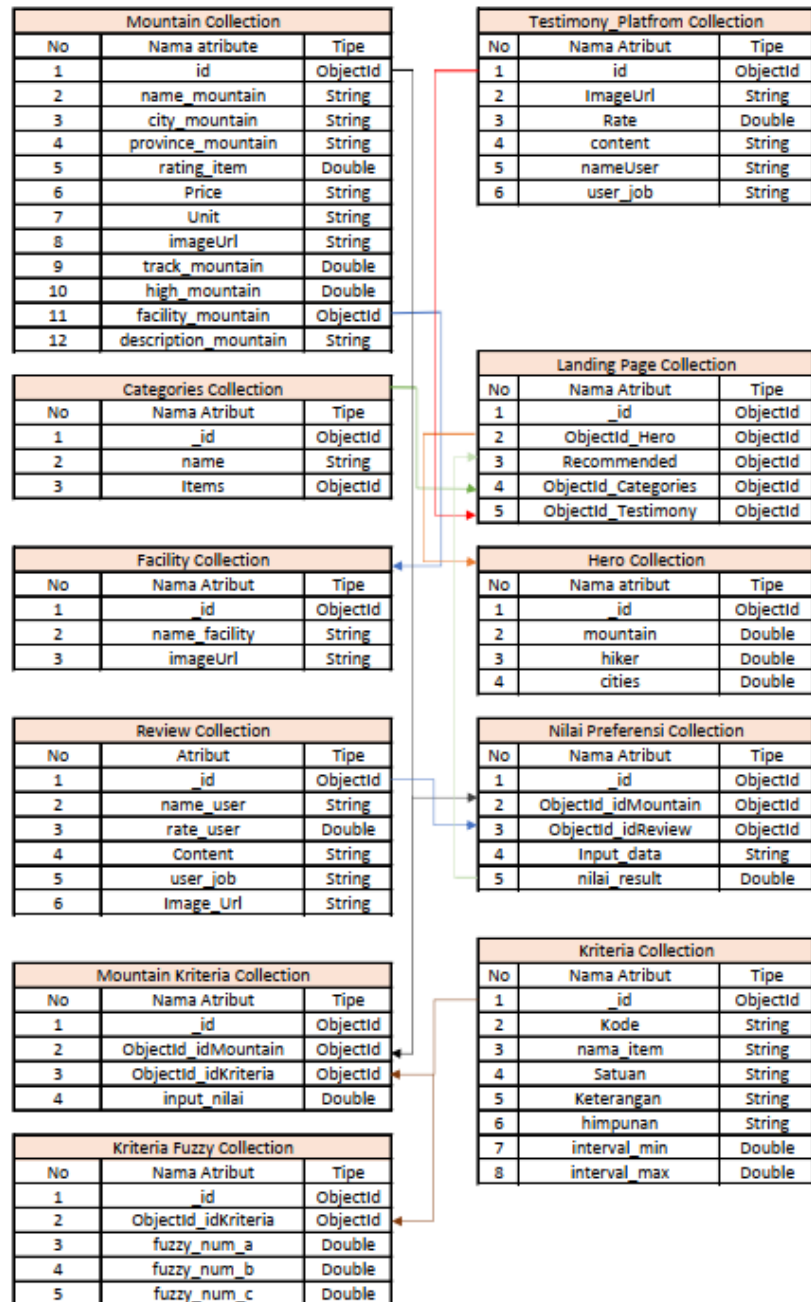 Mountain Collection
No Nama atribute Tipe
1 id ObjectId
2 name_mountain String
3 city_mountain String
4 province_mountain String
5 rating_item Double
6 Price String
7 Unit String
8 imageUrl String
9 track_mountain Double
10 high_mountain Double
11 facility_mountain ObjectId
12 description_mountain String
Categories Collection
No Nama Atribut Tipe
1 _id ObjectId
2 name String
3 Items ObjectId
Facility Collection
No Nama Atribut Tipe
1 _id ObjectId
2 name_facility String
3 imageUrl String
Review Collection
No Atribut Tipe
1 _id ObjectId
2 name_user String
3 rate_user Double
4 Content String
5 user_job String
6 Image_Url String
Mountain Kriteria Collection
No Nama Atribut Tipe
1 _id ObjectId
2 ObjectId_idMountain ObjectId
3 ObjectId_idKriteria ObjectId
4 input_nilai Double
Kriteria Fuzzy Collection
No Nama Atribut Tipe
1 _id ObjectId
2 ObjectId_idKriteria ObjectId
3 fuzzy_num_a Double
4 fuzzy_num_b Double
5 fuzzy_num_c Double
Testimony_Platfrom Collection
No Nama Atribut Tipe
1 id ObjectId
2 ImageUrl String
3 Rate Double
4 content String
5 nameUser String
6 user_job String
Landing Page Collection
No Nama Atribut Tipe
1 _id ObjectId
2 ObjectId_Hero ObjectId
3 Recommended ObjectId
4 ObjectId_Categories ObjectId
5 ObjectId_Testimony ObjectId
Hero Collection
No Nama atribut Tipe
1 _id ObjectId
2 mountain Double
3 hiker Double
4 cities Double
Nilai Preferensi Collection
No Nama Atribut Tipe
1 _id ObjectId
2 ObjectId_idMountain ObjectId
3 ObjectId_idReview ObjectId
4 Input_data String
5 nilai_result Double
Kriteria Collection
No Nama Atribut Tipe
1 _id ObjectId
2 Kode String
3 nama_item String
4 Satuan String
5 Keterangan String
6 himpunan String
7 interval_min Double
8 interval_max Double